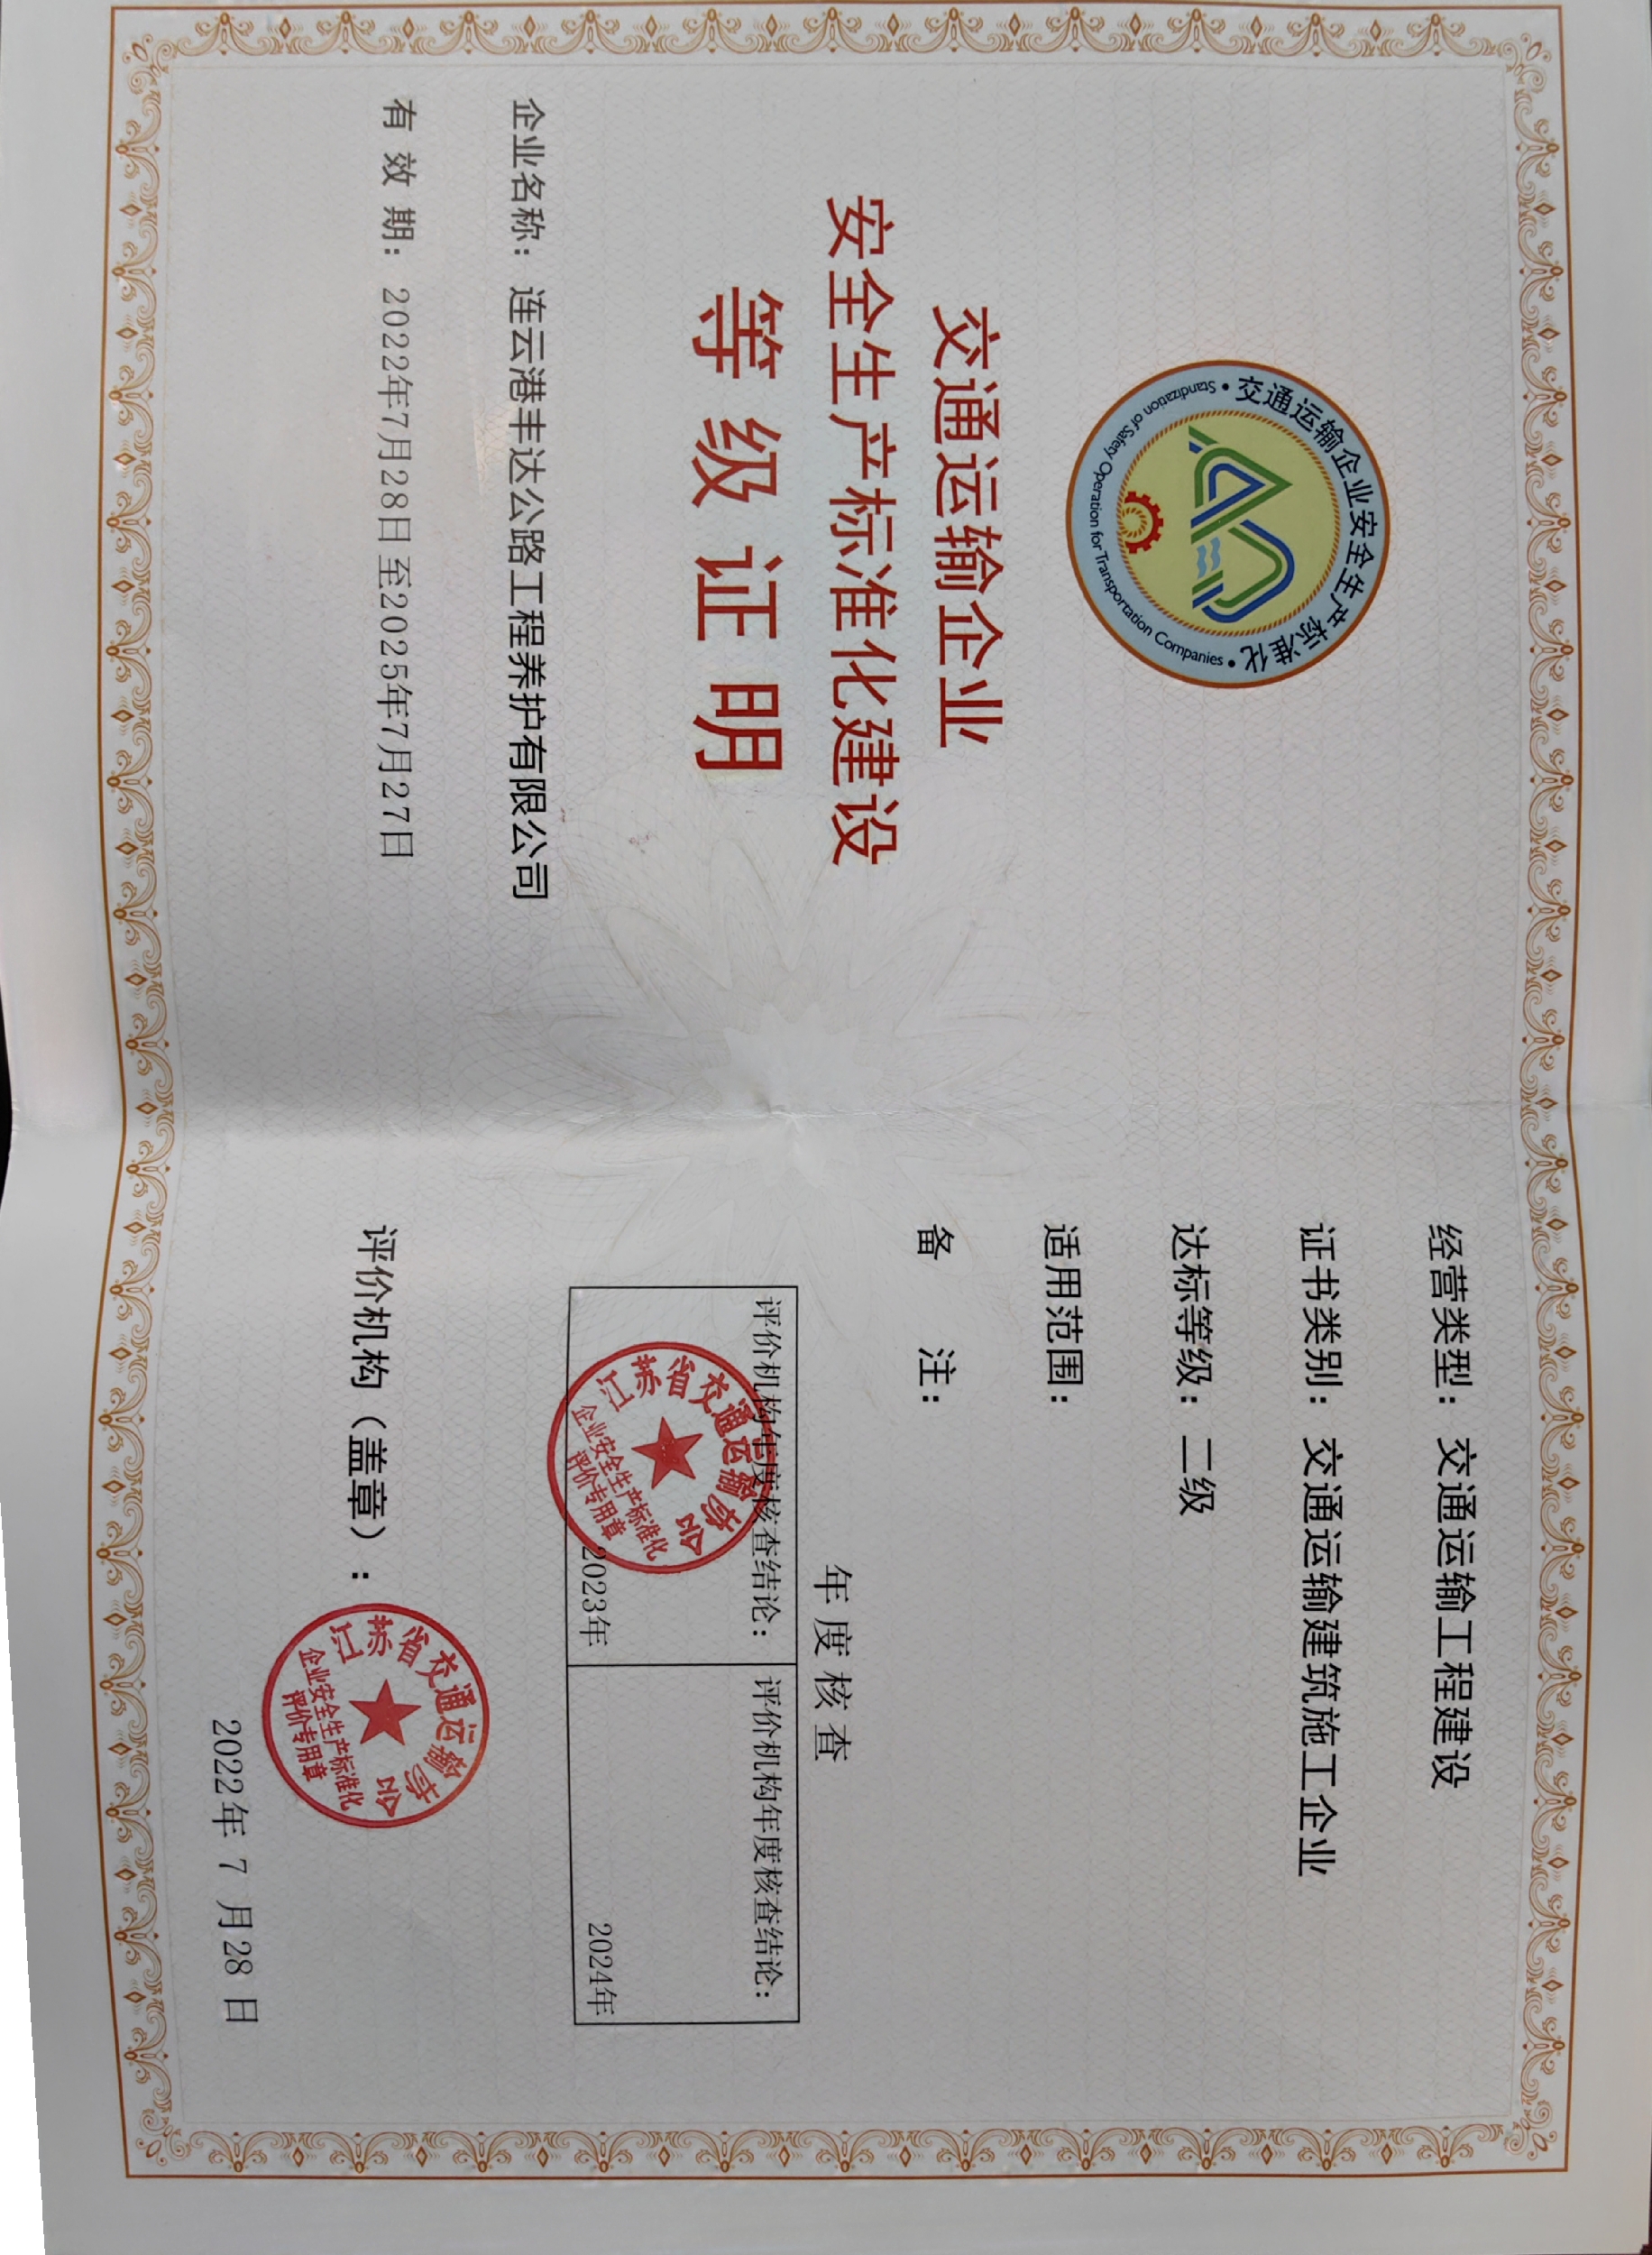 交通运输企业安全生产标准化
Standization of Safety Operation for Transportation Companies
交通运输企业
安全生产标准化建设
等级证明
企业名称：连云港丰达公路工程养护有限公司
有效期：2022年7月28日至2025年7月27日
经营类型：交通运输工程建设
证书类别：交通运输建筑施工企业
达标等级：二级
适用范围：
备注：
年度核查
评价机构年度核查结论：
江苏省交通运输协会
企业安全生产标准化
评价专用章
2023年
评价机构年度核查结论：
2024年
评价机构（盖章）：
江苏省交通运输协会
企业安全生产标准化
评价专用章
2022年7月28日